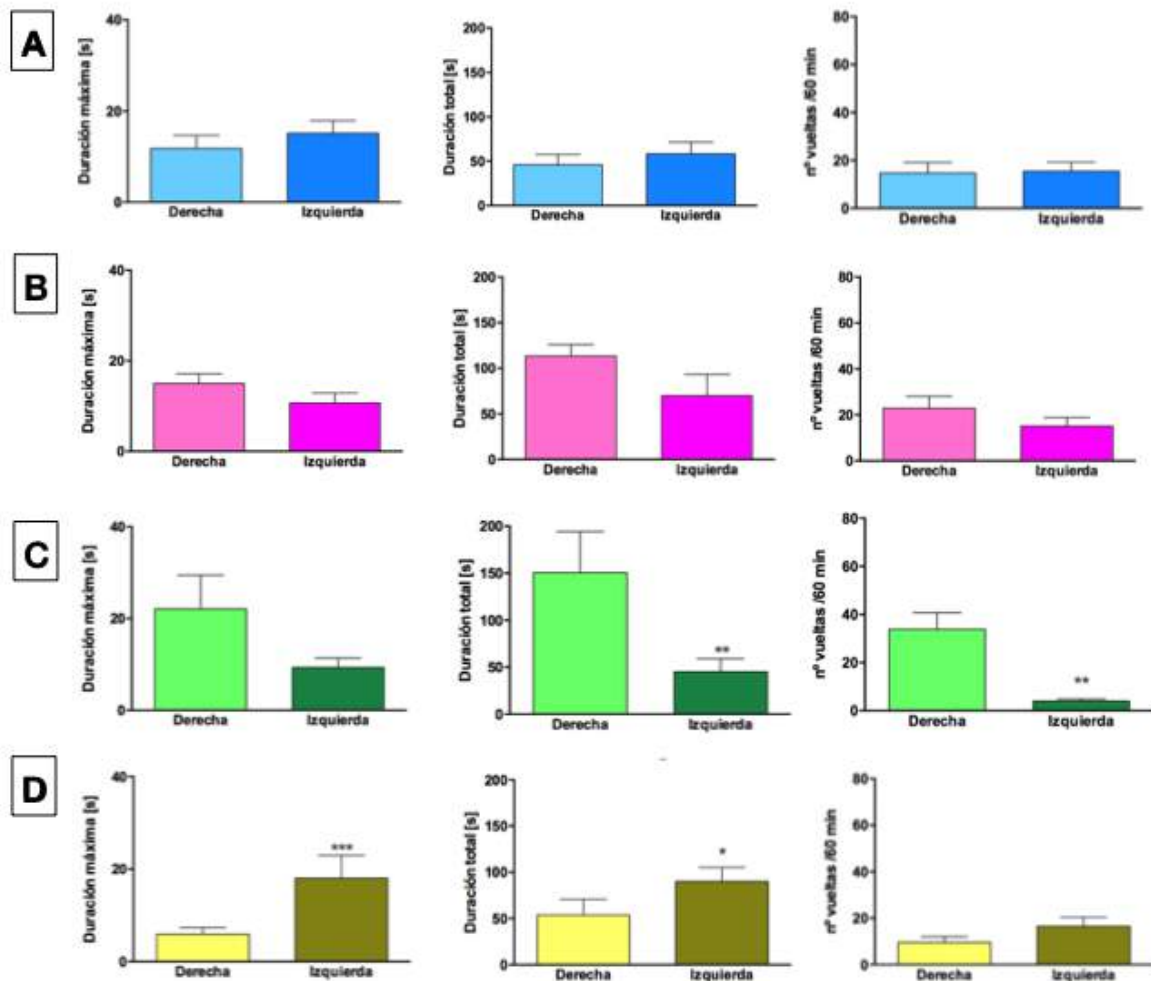 A
Duración máxima [s]
40
20
0
Derecha
Izquierda
Duración total [s]
200
150
100
50
0
Derecha
Izquierda
nº vueltas /60 min
80
60
40
20
0
Derecha
Izquierda
B
Duración máxima [s]
40
20
0
Derecha
Izquierda
Duración total [s]
200
150
100
50
0
Derecha
Izquierda
nº vueltas /60 min
80
60
40
20
0
Derecha
Izquierda
C
Duración máxima [s]
40
20
0
Derecha
Izquierda
Duración total [s]
200
150
100
50
0
**
Derecha
Izquierda
nº vueltas /60 min
80
60
40
20
0
**
Derecha
Izquierda
D
Duración máxima [s]
40
20
0
***
Derecha
Izquierda
Duración total [s]
200
150
100
50
0
*
Derecha
Izquierda
nº vueltas /60 min
80
60
40
20
0
Derecha
Izquierda